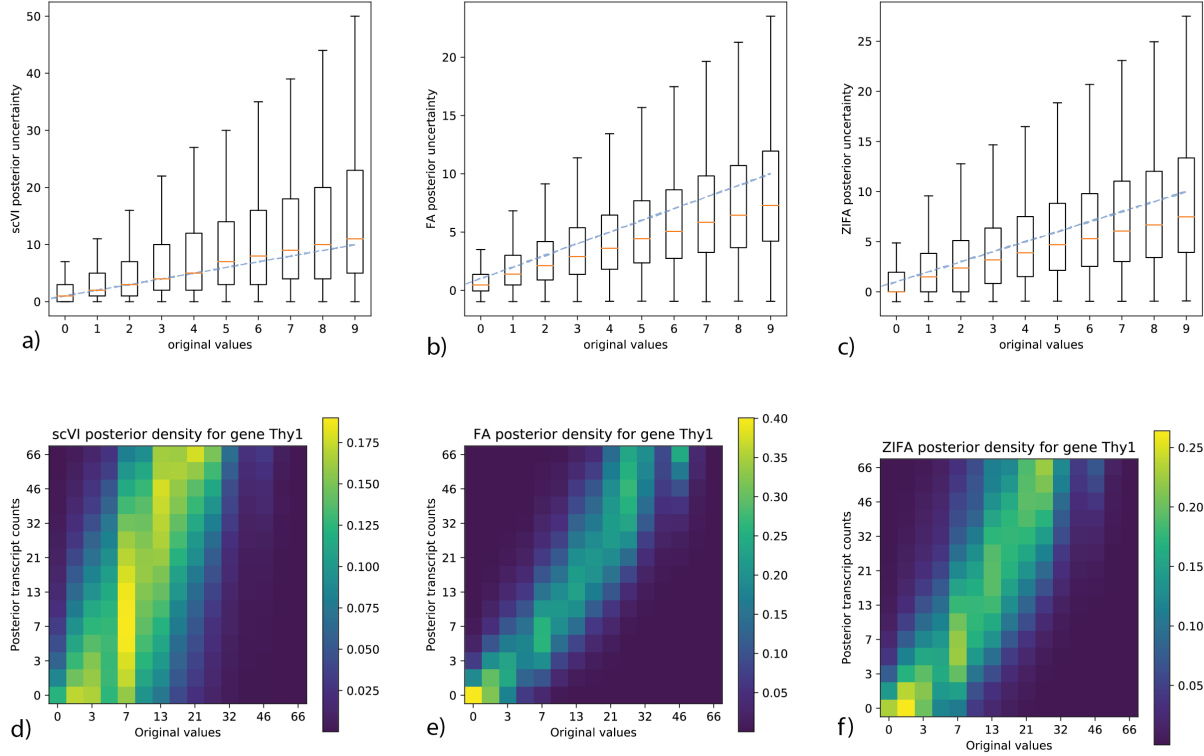 50
40
30
20
10
0
scVI posterior uncertainty
0 1 2 3 4 5 6 7 8 9
original values
a)
20
15
10
5
0
FA posterior uncertainty
0 1 2 3 4 5 6 7 8 9
original values
b)
25
20
15
10
5
0
ZIFA posterior uncertainty
0 1 2 3 4 5 6 7 8 9
original values
c)
scVI posterior density for gene Thy1
66
46
32
21
13
7
3
0
Posterior transcript counts
0 3 7 13 21 32 46 66
Original values
0.175
0.150
0.125
0.100
0.075
0.050
0.025
d)
FA posterior density for gene Thy1
66
46
32
21
13
7
3
0
Posterior transcript counts
0 3 7 13 21 32 46 66
Original values
0.40
0.35
0.30
0.25
0.20
0.15
0.10
0.05
e)
ZIFA posterior density for gene Thy1
66
46
32
21
13
7
3
0
Posterior transcript counts
0 3 7 13 21 32 46 66
Original values
0.25
0.20
0.15
0.10
0.05
f)